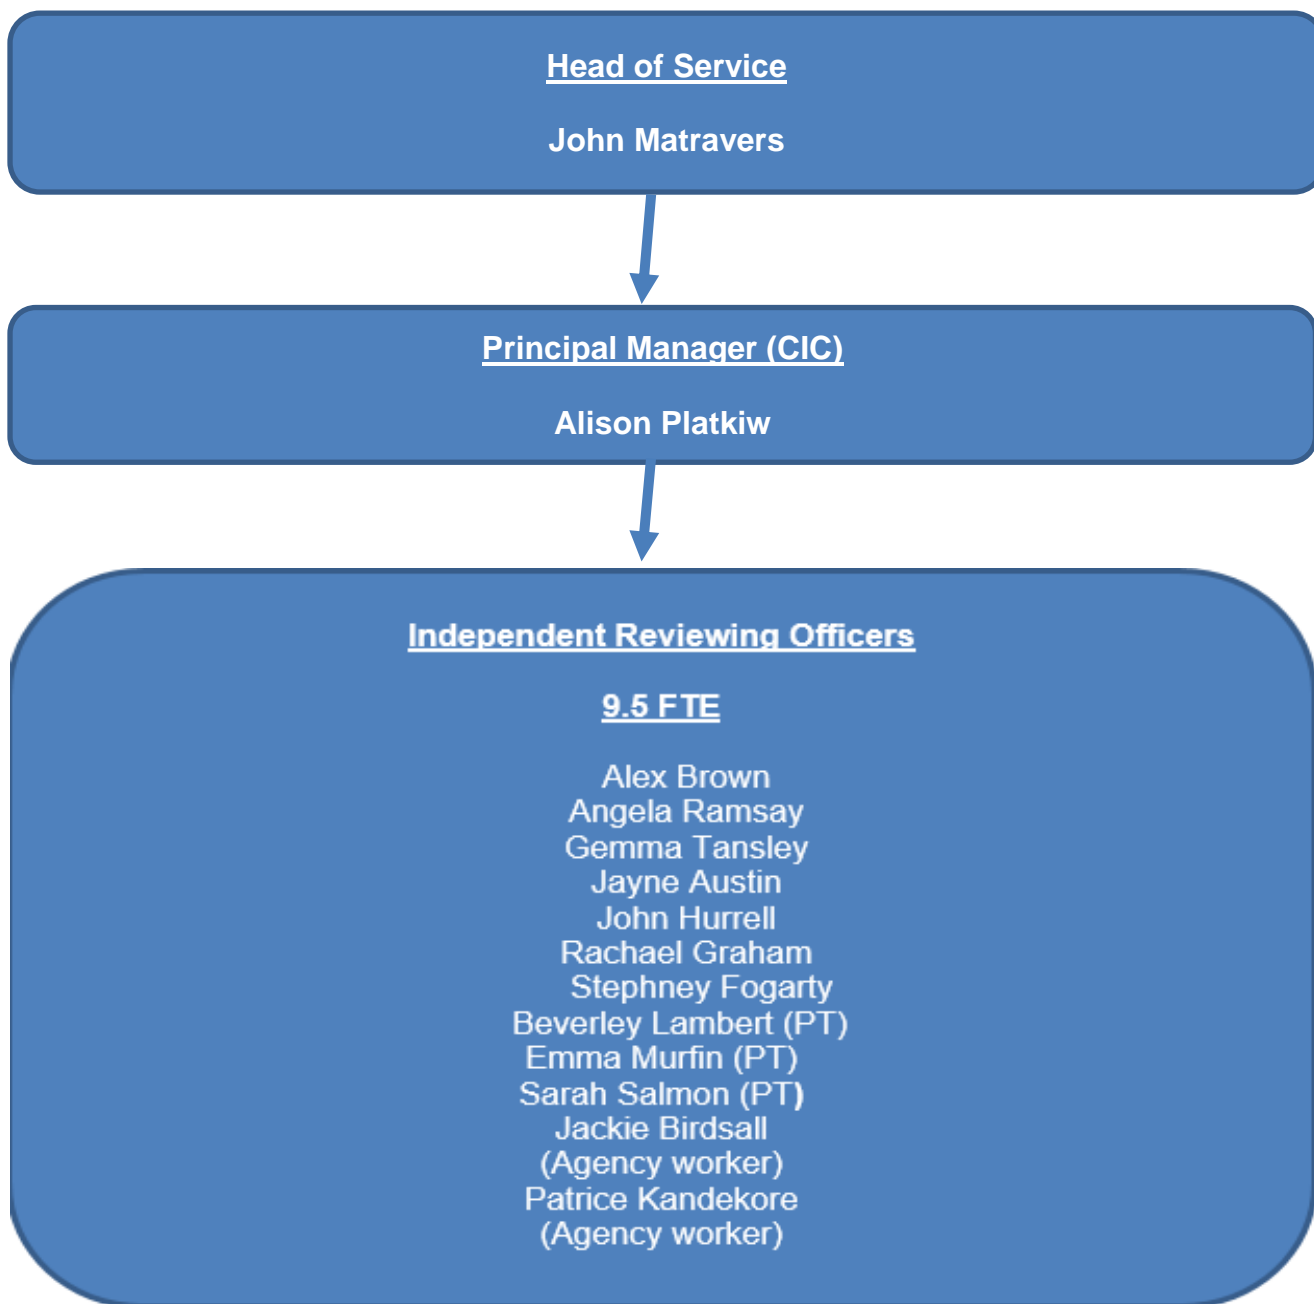 Head of Service
John Matravers
Principal Manager (CIC)
Alison Platkiw
Independent Reviewing Officers
9.5 FTE
Alex Brown
Angela Ramsay
Gemma Tansley
Jayne Austin
John Hurrell
Rachael Graham
Stephney Fogarty
Beverley Lambert (PT)
Emma Murfin (PT)
Sarah Salmon (PT)
Jackie Birdsall
(Agency worker)
Patrice Kandekore
(Agency worker)